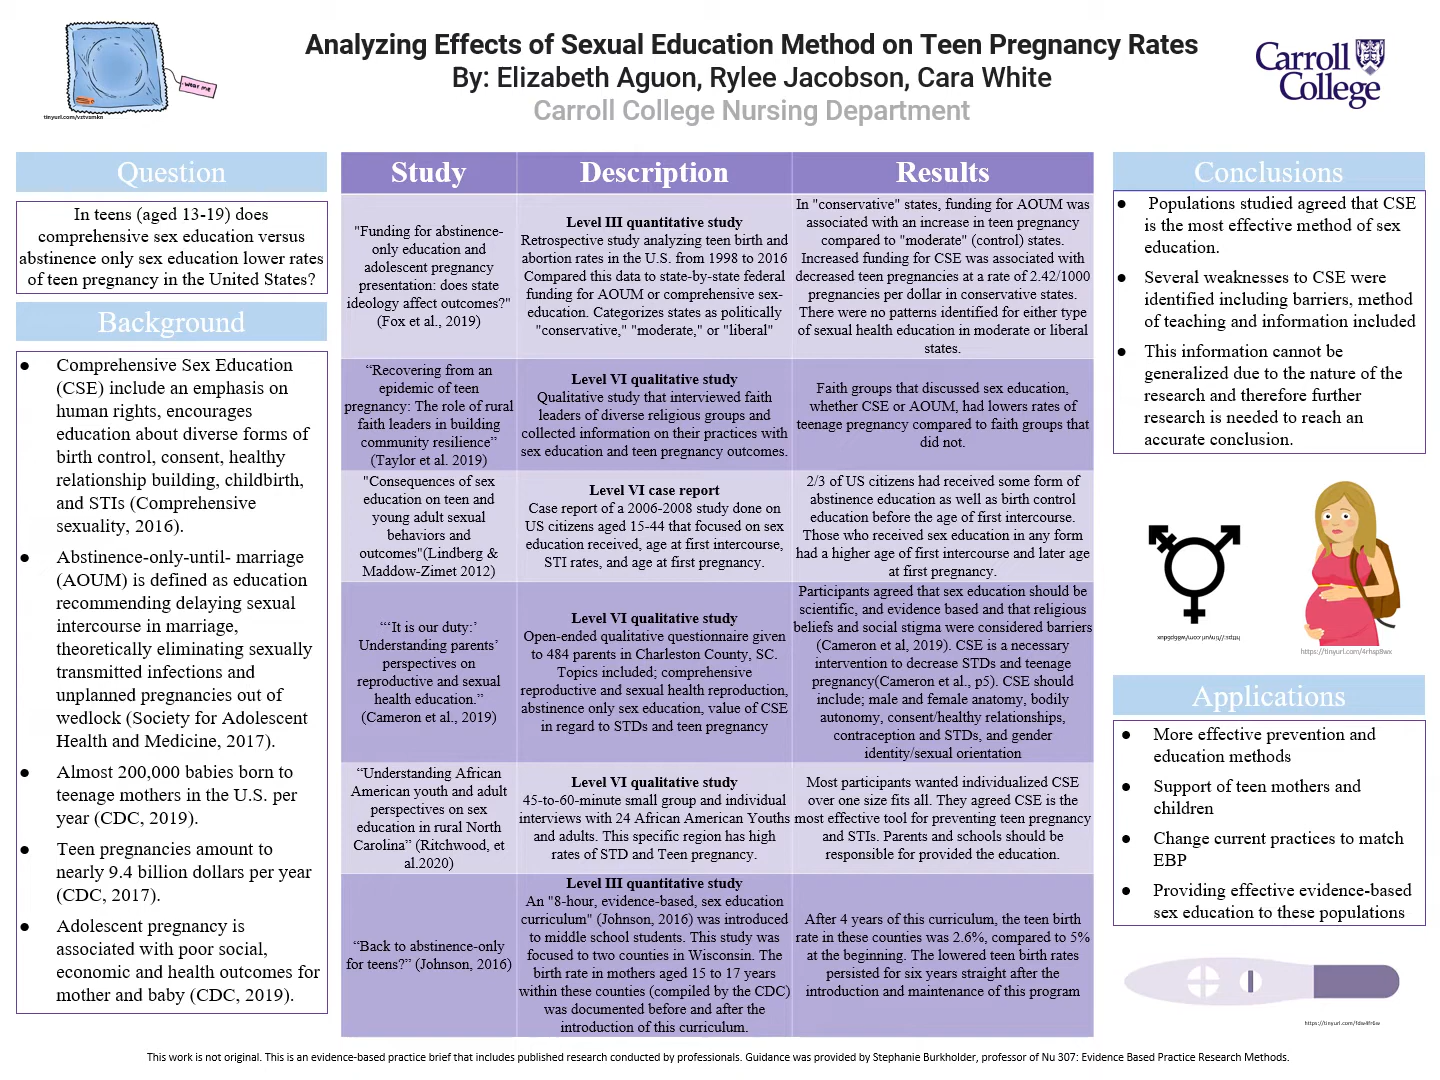 Analyzing Effects of Sexual Education Method on Teen Pregnancy Rates
By: Elizabeth Aguon, Rylee Jacobson, Cara White
Carroll College Nursing Department
wear me
Carroll
College
Question
In teens (aged 13-19) does
comprehensive sex education versus
abstinence only sex education lower rates
of teen pregnancy in the United States?
Background
● Comprehensive Sex Education
(CSE) include an emphasis on
human rights, encourages
education about diverse forms of
birth control, consent, healthy
relationship building, childbirth,
and STIs (Comprehensive
sexuality, 2016).
● Abstinence-only-until- marriage
(AOUM) is defined as education
recommending delaying sexual
intercourse in marriage,
theoretically eliminating sexually
transmitted infections and
unplanned pregnancies out of
wedlock (Society for Adolescent
Health and Medicine, 2017).
● Almost 200,000 babies born to
teenage mothers in the U.S. per
year (CDC, 2019).
● Teen pregnancies amount to
nearly 9.4 billion dollars per year
(CDC, 2017).
● Adolescent pregnancy is
associated with poor social,
economic and health outcomes for
mother and baby (CDC, 2019).
Study
Description
Results
"Funding for abstinence-
only education and
adolescent pregnancy
presentation: does state
ideology affect outcomes?"
(Fox et al., 2019)
Level III quantitative study
Retrospective study analyzing teen birth and
abortion rates in the U.S. from 1998 to 2016
Compared this data to state-by-state federal
funding for AOUM or comprehensive sex-
education. Categorizes states as politically
"conservative," "moderate," or "liberal"
In "conservative" states, funding for AOUM was
associated with an increase in teen pregnancy
compared to "moderate" (control) states.
Increased funding for CSE was associated with
decreased teen pregnancies at a rate of 2.42/1000
pregnancies per dollar in conservative states.
There were no patterns identified for either type
of sexual health education in moderate or liberal
states.
“Recovering from an
epidemic of teen
pregnancy: The role of rural
faith leaders in building
community resilience”
(Taylor et al. 2019)
Level VI qualitative study
Qualitative study that interviewed faith
leaders of diverse religious groups and
collected information on their practices with
sex education and teen pregnancy outcomes.
Faith groups that discussed sex education,
whether CSE or AOUM, had lowers rates of
teenage pregnancy compared to faith groups that
did not.
"Consequences of sex
education on teen and
young adult sexual
behaviors and
outcomes"(Lindberg &
Maddow-Zimet 2012)
Level VI case report
Case report of a 2006-2008 study done on
US citizens aged 15-44 that focused on sex
education received, age at first intercourse,
STI rates, and age at first pregnancy.
2/3 of US citizens had received some form of
abstinence education as well as birth control
education before the age of first intercourse.
Those who received sex education in any form
had a higher age of first intercourse and later age
at first pregnancy.
“‘It is our duty:’
Understanding parents’
perspectives on
reproductive and sexual
health education.”
(Cameron et al., 2019)
Level VI qualitative study
Open-ended qualitative questionnaire given
to 484 parents in Charleston County, SC.
Topics included; comprehensive
reproductive and sexual health reproduction,
abstinence only sex education, value of CSE
in regard to STDs and teen pregnancy
Participants agreed that sex education should be
scientific, and evidence based and that religious
beliefs and social stigma were considered barriers
(Cameron et al, 2019). CSE is a necessary
intervention to decrease STDs and teenage
pregnancy(Cameron et al., p5). CSE should
include; male and female anatomy, bodily
autonomy, consent/healthy relationships,
contraception and STDs, and gender
identity/sexual orientation
“Understanding African
American youth and adult
perspectives on sex
education in rural North
Carolina” (Ritchwood, et
al.2020)
Level VI qualitative study
45-to-60-minute small group and individual
interviews with 24 African American Youths
and adults. This specific region has high
rates of STD and Teen pregnancy.
Most participants wanted individualized CSE
over one size fits all. They agreed CSE is the
most effective tool for preventing teen pregnancy
and STIs. Parents and schools should be
responsible for provided the education.
“Back to abstinence-only
for teens?” (Johnson, 2016)
Level III quantitative study
An "8-hour, evidence-based, sex education
curriculum" (Johnson, 2016) was introduced
to middle school students. This study was
focused to two counties in Wisconsin. The
birth rate in mothers aged 15 to 17 years
within these counties (compiled by the CDC)
was documented before and after the
introduction of this curriculum.
After 4 years of this curriculum, the teen birth
rate in these counties was 2.6%, compared to 5%
at the beginning. The lowered teen birth rates
persisted for six years straight after the
introduction and maintenance of this program
Conclusions
● Populations studied agreed that CSE
is the most effective method of sex
education.
● Several weaknesses to CSE were
identified including barriers, method
of teaching and information included
● This information cannot be
generalized due to the nature of the
research and therefore further
research is needed to reach an
accurate conclusion.
https://tinyurl.com/4rhsp8wx
Applications
● More effective prevention and
education methods
● Support of teen mothers and
children
● Change current practices to match
EBP
● Providing effective evidence-based
sex education to these populations
This work is not original. This is an evidence-based practice brief that includes published research conducted by professionals. Guidance was provided by Stephanie Burkholder, professor of Nu 307: Evidence Based Practice Research Methods.